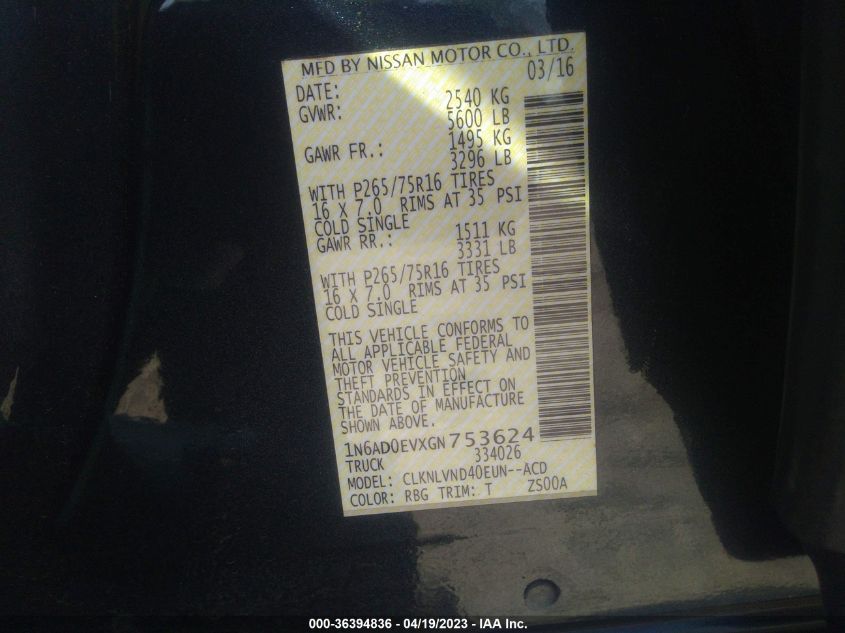 MFD BY NISSAN MOTOR CO., LTD.
DATE: 03/16
GVWR: 2540 KG
5600 LB
GAWR FR.: 1495 KG
3296 LB
WITH P265/75R16 TIRES
16 X 7.0 RIMS AT 35 PSI
COLD SINGLE
GAWR RR.: 1511 KG
3331 LB
WITH P265/75R16 TIRES
16 X 7.0 RIMS AT 35 PSI
COLD SINGLE
THIS VEHICLE CONFORMS TO
ALL APPLICABLE FEDERAL
MOTOR VEHICLE SAFETY AND
THEFT PREVENTION
STANDARDS IN EFFECT ON
THE DATE OF MANUFACTURE
SHOWN ABOVE.
1N6AD0EVXGN753624
TRUCK 334026
MODEL: CLKNLVND40EUN--ACD
COLOR: RBG TRIM: T ZS00A
000-36394836 - 04/19/2023 - IAA Inc.